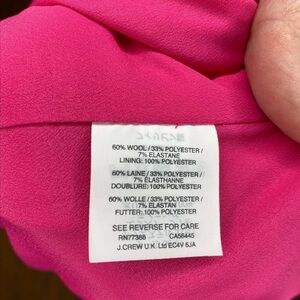 60% WOOL / 33% POLYESTER /
7% ELASTANE
LINING: 100% POLYESTER
60% LAINE / 33% POLYESTER /
7% ÉLASTHANNE
DOUBLURE: 100% POLYESTER
60% WOLLE / 33% POLYESTER /
7% ELASTAN
FUTTER: 100% POLYESTER
SEE REVERSE FOR CARE
RN77388 CA56445
J.CREW U.K. Ltd EC4V 6JA